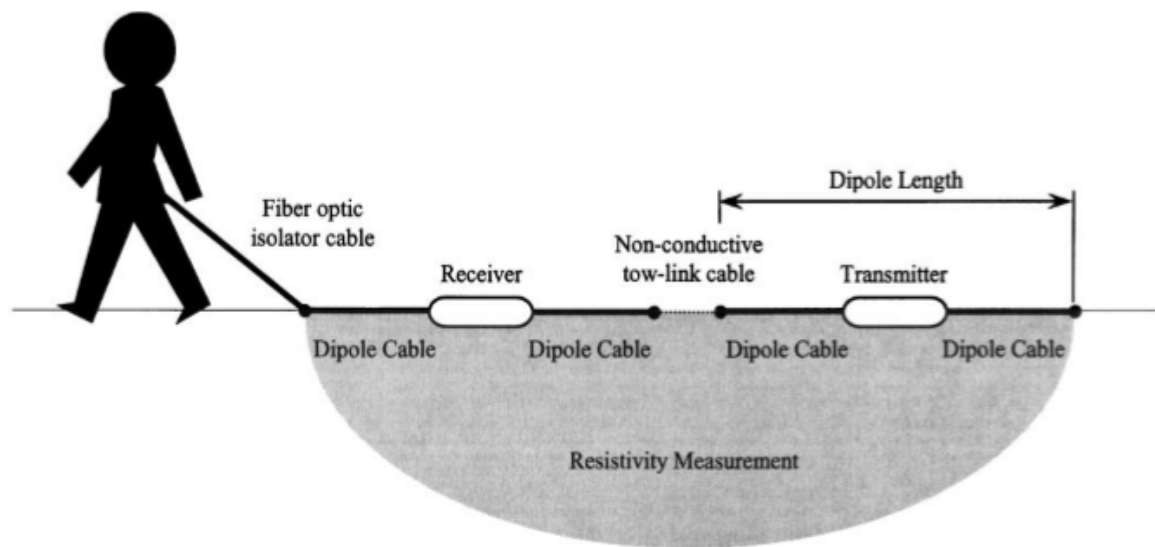 Dipole Length
Fiber optic
isolator cable
Non-conductive
tow-link cable
Receiver
Transmitter
Dipole Cable
Dipole Cable
Dipole Cable
Dipole Cable
Resistivity Measurement